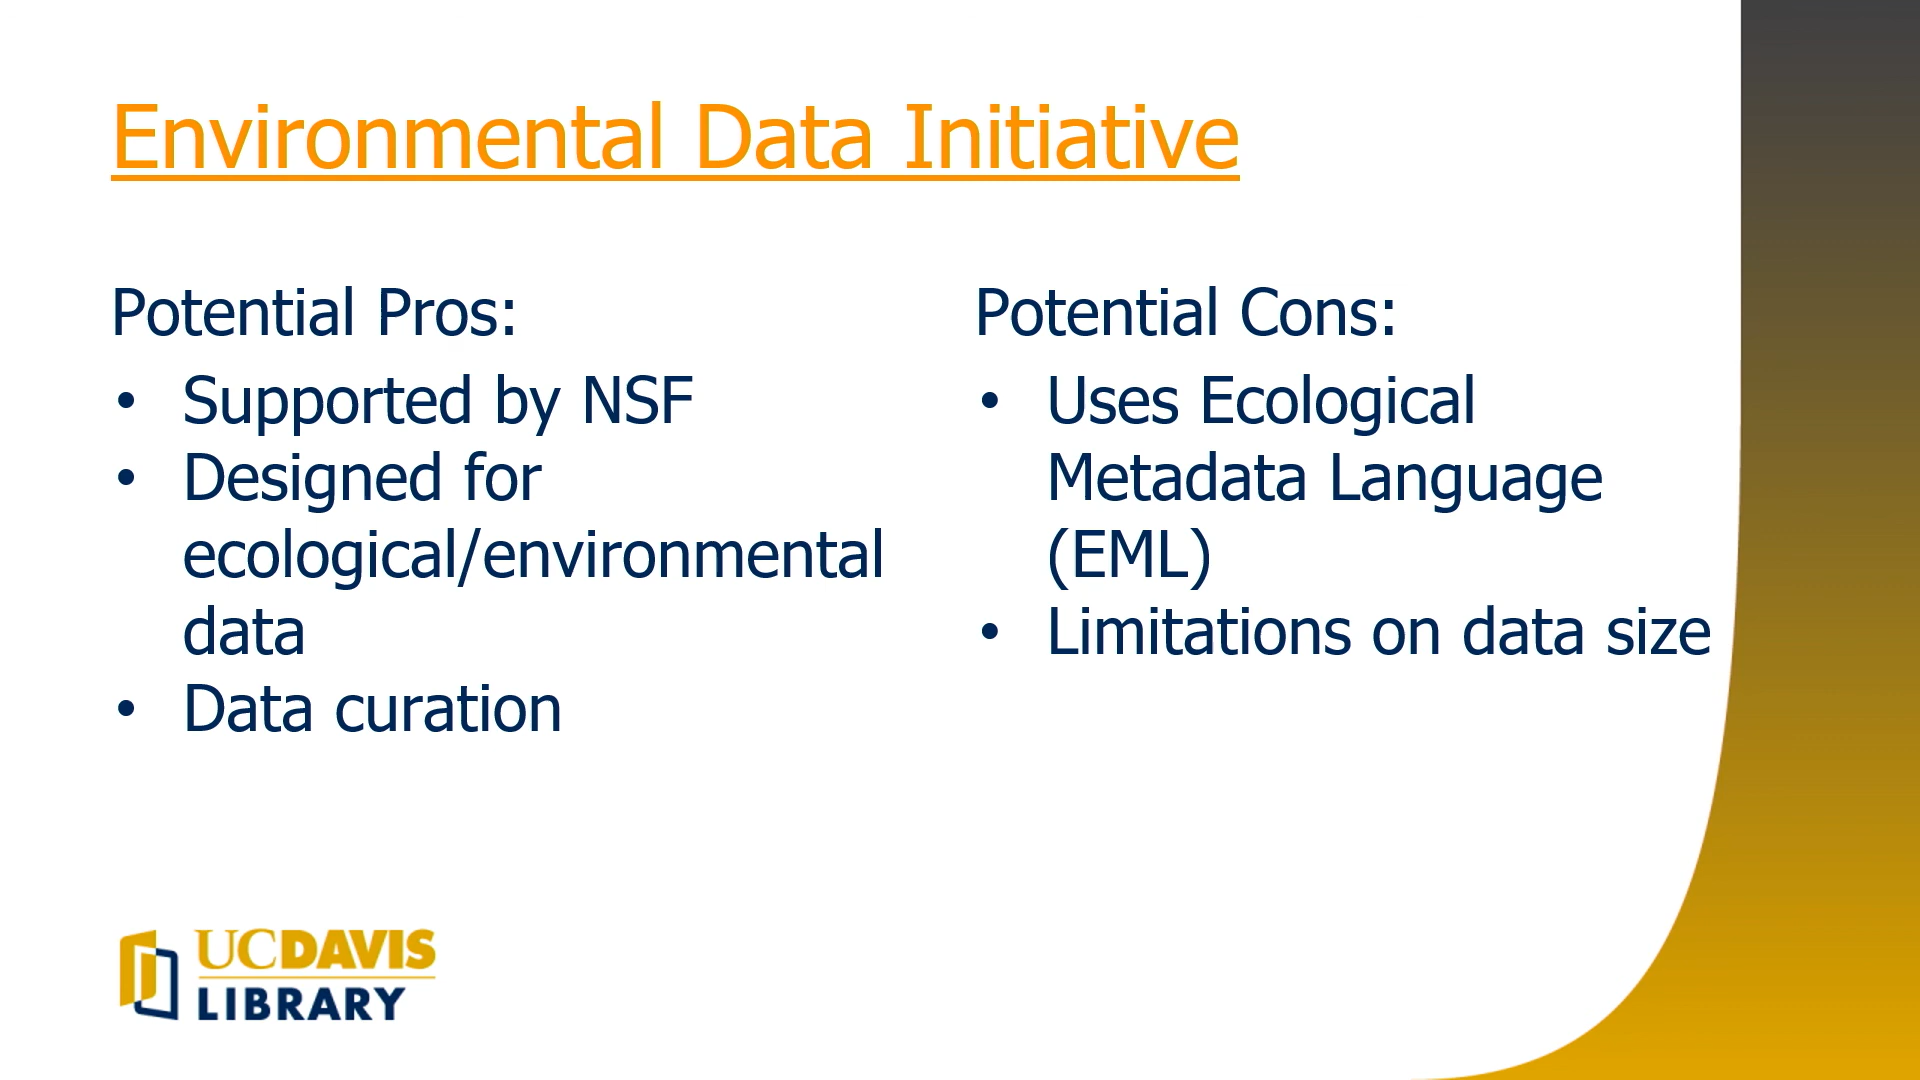 Environmental Data Initiative
Potential Pros:
• Supported by NSF
• Designed for
ecological/environmental
data
• Data curation
Potential Cons:
• Uses Ecological
Metadata Language
(EML)
• Limitations on data size
UCDAVIS
LIBRARY